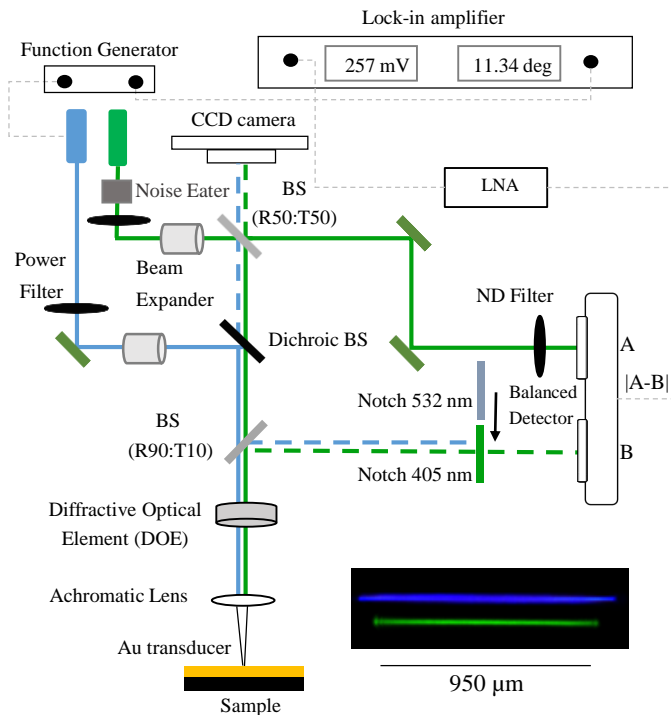 Lock-in amplifier
Function Generator
257 mV
11.34 deg
CCD camera
LNA
Noise Eater
BS
(R50:T50)
Power
Filter
Beam
Expander
ND Filter
Dichroic BS
A
|A-B|
Notch 532 nm
Balanced
Detector
BS
(R90:T10)
B
Notch 405 nm
Diffractive Optical
Element (DOE)
Achromatic Lens
Au transducer
950 μm
Sample